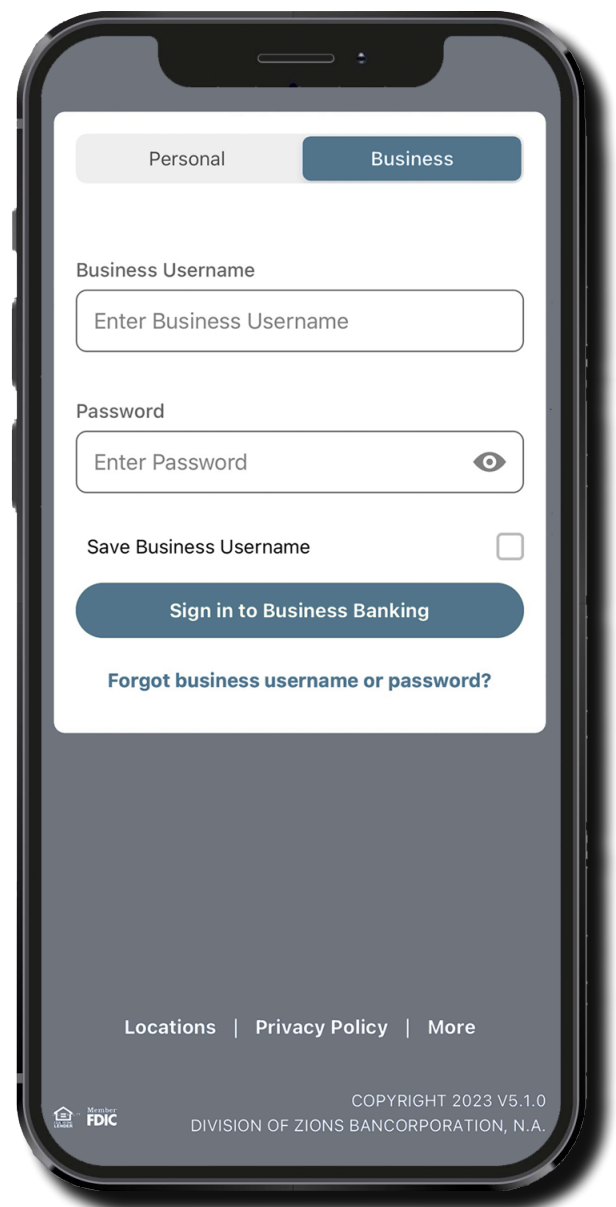 Personal
Business
Business Username
Enter Business Username
Password
Enter Password
Save Business Username
Sign in to Business Banking
Forgot business username or password?
Locations | Privacy Policy | More
COPYRIGHT 2023 V5.1.0
Member
FDIC
DIVISION OF ZIONS BANCORPORATION, N.A.
LENDER